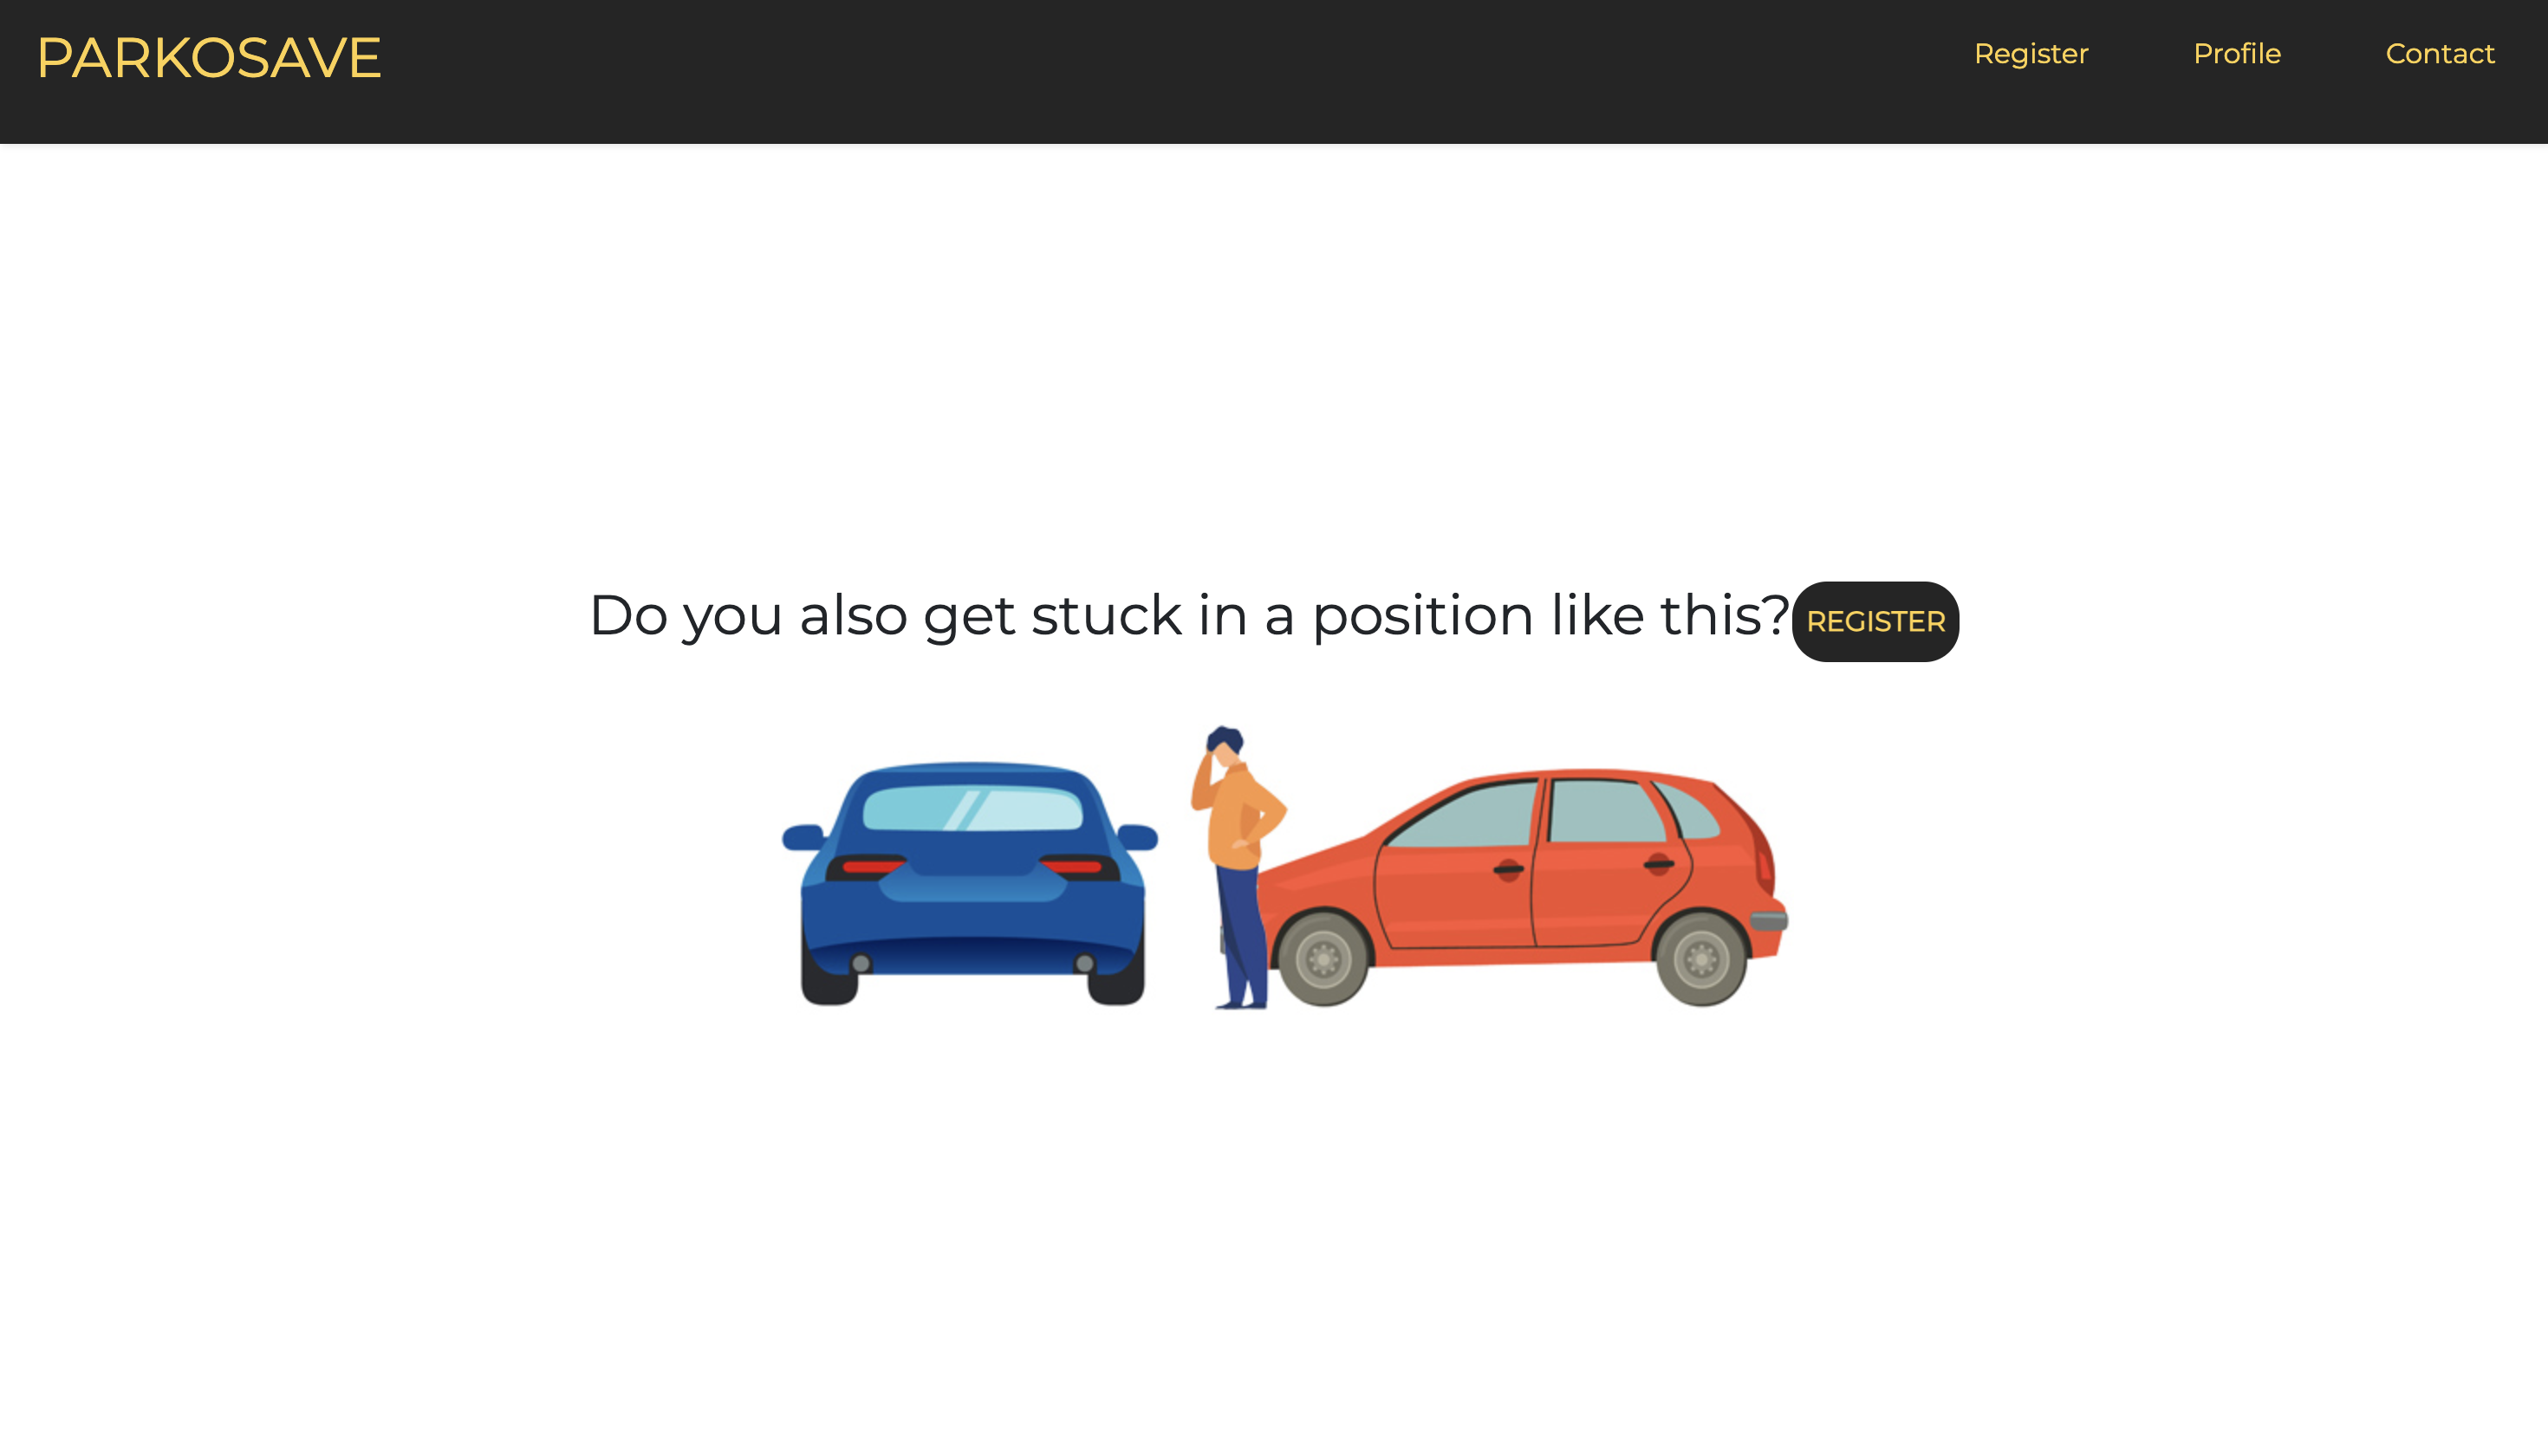 PARKOSAVE
Register Profile Contact
Do you also get stuck in a position like this?
REGISTER